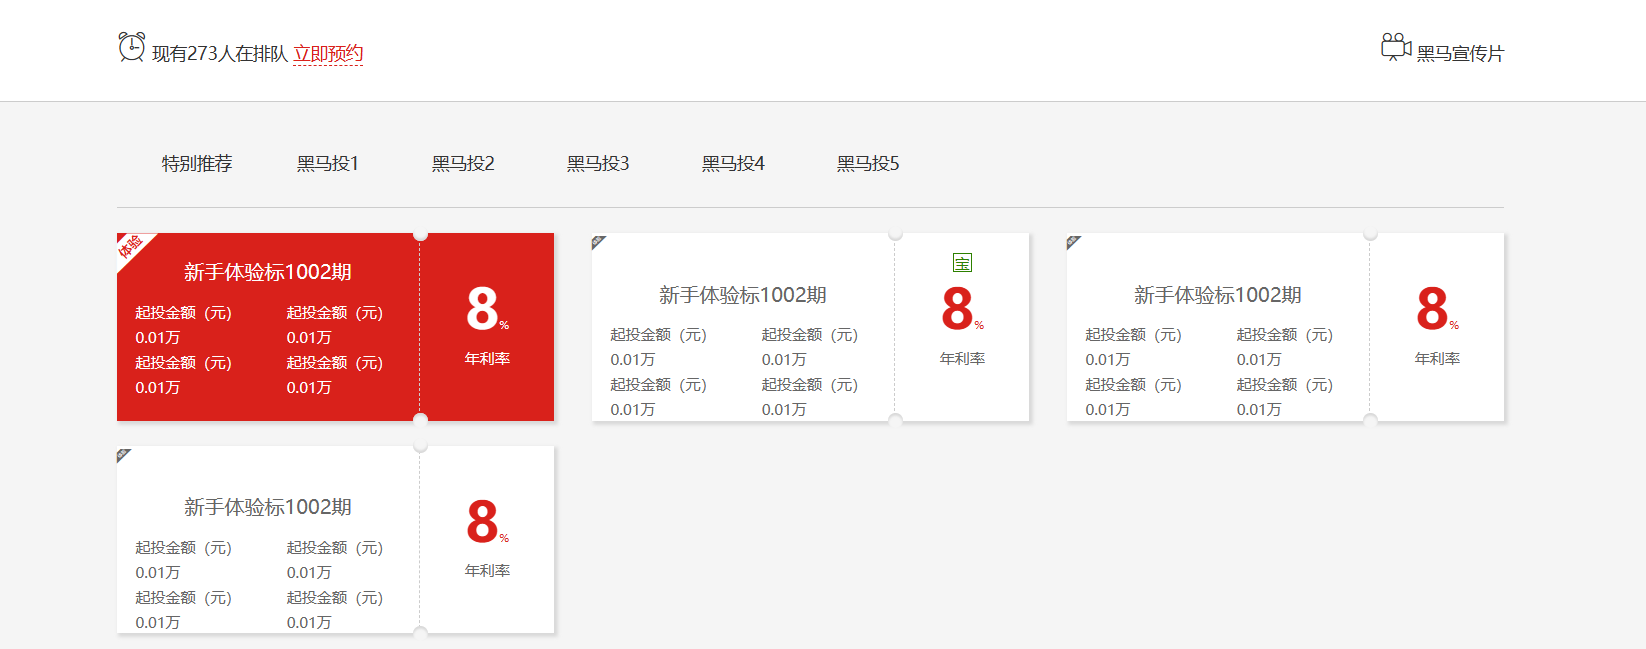 现有273人在排队 立即预约
黑马宣传片
特别推荐 黑马投1 黑马投2 黑马投3 黑马投4 黑马投5
体验
新手体验标1002期
起投金额（元） 起投金额（元）
0.01万 0.01万
起投金额（元） 起投金额（元）
0.01万 0.01万
8%
年利率
新手体验标1002期
起投金额（元） 起投金额（元）
0.01万 0.01万
起投金额（元） 起投金额（元）
0.01万 0.01万
宝
8%
年利率
新手体验标1002期
起投金额（元） 起投金额（元）
0.01万 0.01万
起投金额（元） 起投金额（元）
0.01万 0.01万
8%
年利率
新手体验标1002期
起投金额（元） 起投金额（元）
0.01万 0.01万
起投金额（元） 起投金额（元）
0.01万 0.01万
8%
年利率